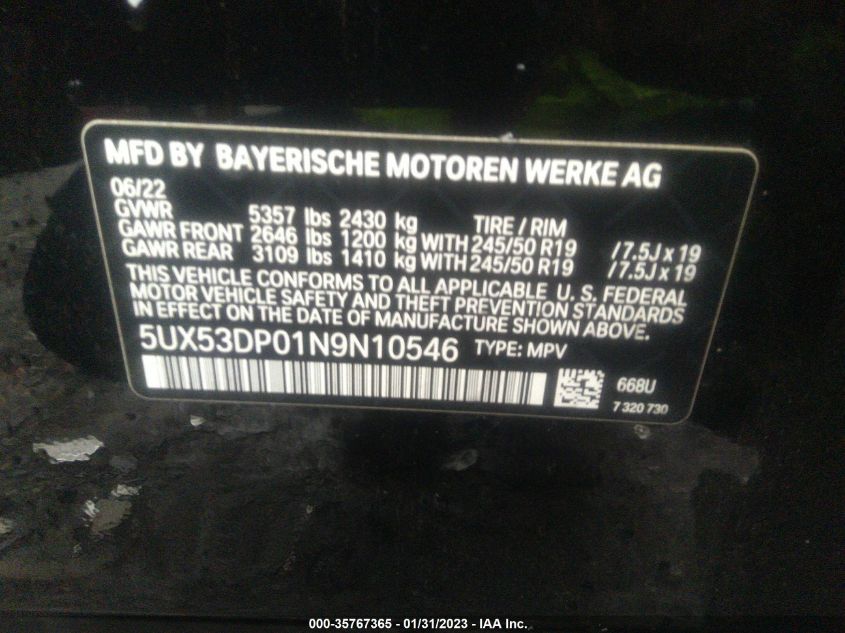 MFD BY BAYERISCHE MOTOREN WERKE AG
06/22
GVWR 5357 lbs 2430 kg TIRE / RIM
GAWR FRONT 2646 lbs 1200 kg WITH 245/50 R19 /7.5J x 19
GAWR REAR 3109 lbs 1410 kg WITH 245/50 R19 /7.5J x 19
THIS VEHICLE CONFORMS TO ALL APPLICABLE U. S. FEDERAL
MOTOR VEHICLE SAFETY AND THEFT PREVENTION STANDARDS
IN EFFECT ON THE DATE OF MANUFACTURE SHOWN ABOVE.
5UX53DP01N9N10546 TYPE: MPV
668U
7 320 730
000-35767365 - 01/31/2023 - IAA Inc.